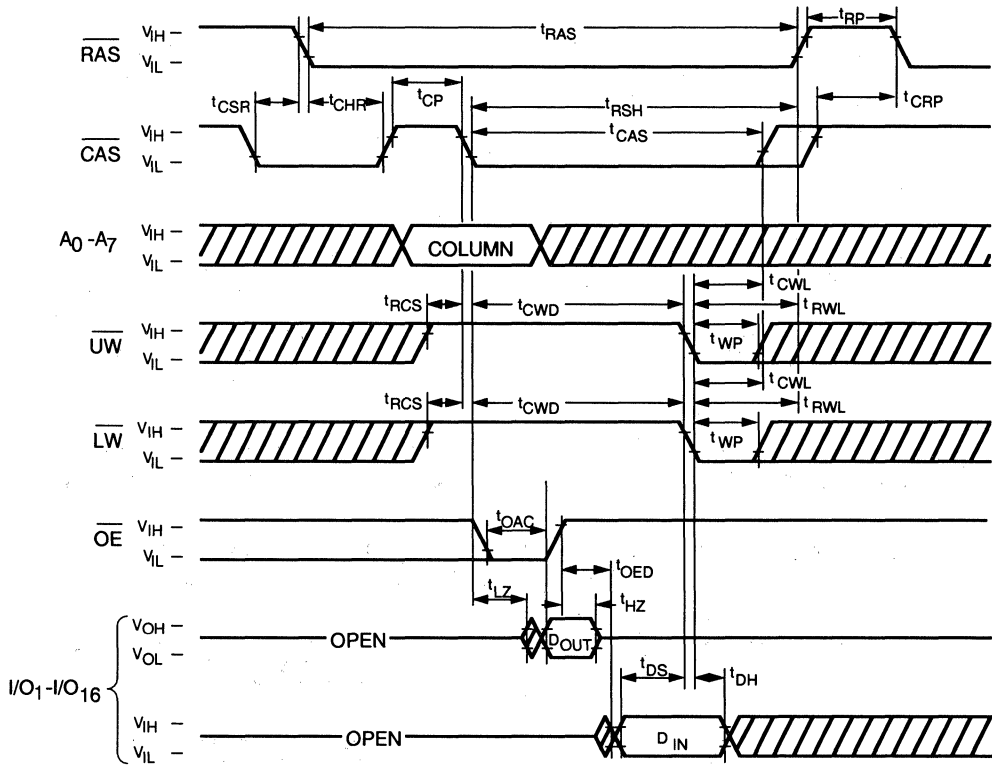 tRP
VIH
tRAS
RAS
VIL
tCSR
tCHR
tCP
tRSH
tCRP
tCAS
VIH
CAS
VIL
A0 -A7
VIH
COLUMN
VIL
tCWL
tRCS
tCWD
tRWL
VIH
UW
tWP
VIL
tCWL
tRCS
tCWD
tRWL
VIH
LW
tWP
VIL
tOAC
VIH
OE
VIL
tOED
tLZ
tHZ
VOH
OPEN
DOUT
VOL
tDS
tDH
I/O1-I/O16
VIH
OPEN
D IN
VIL